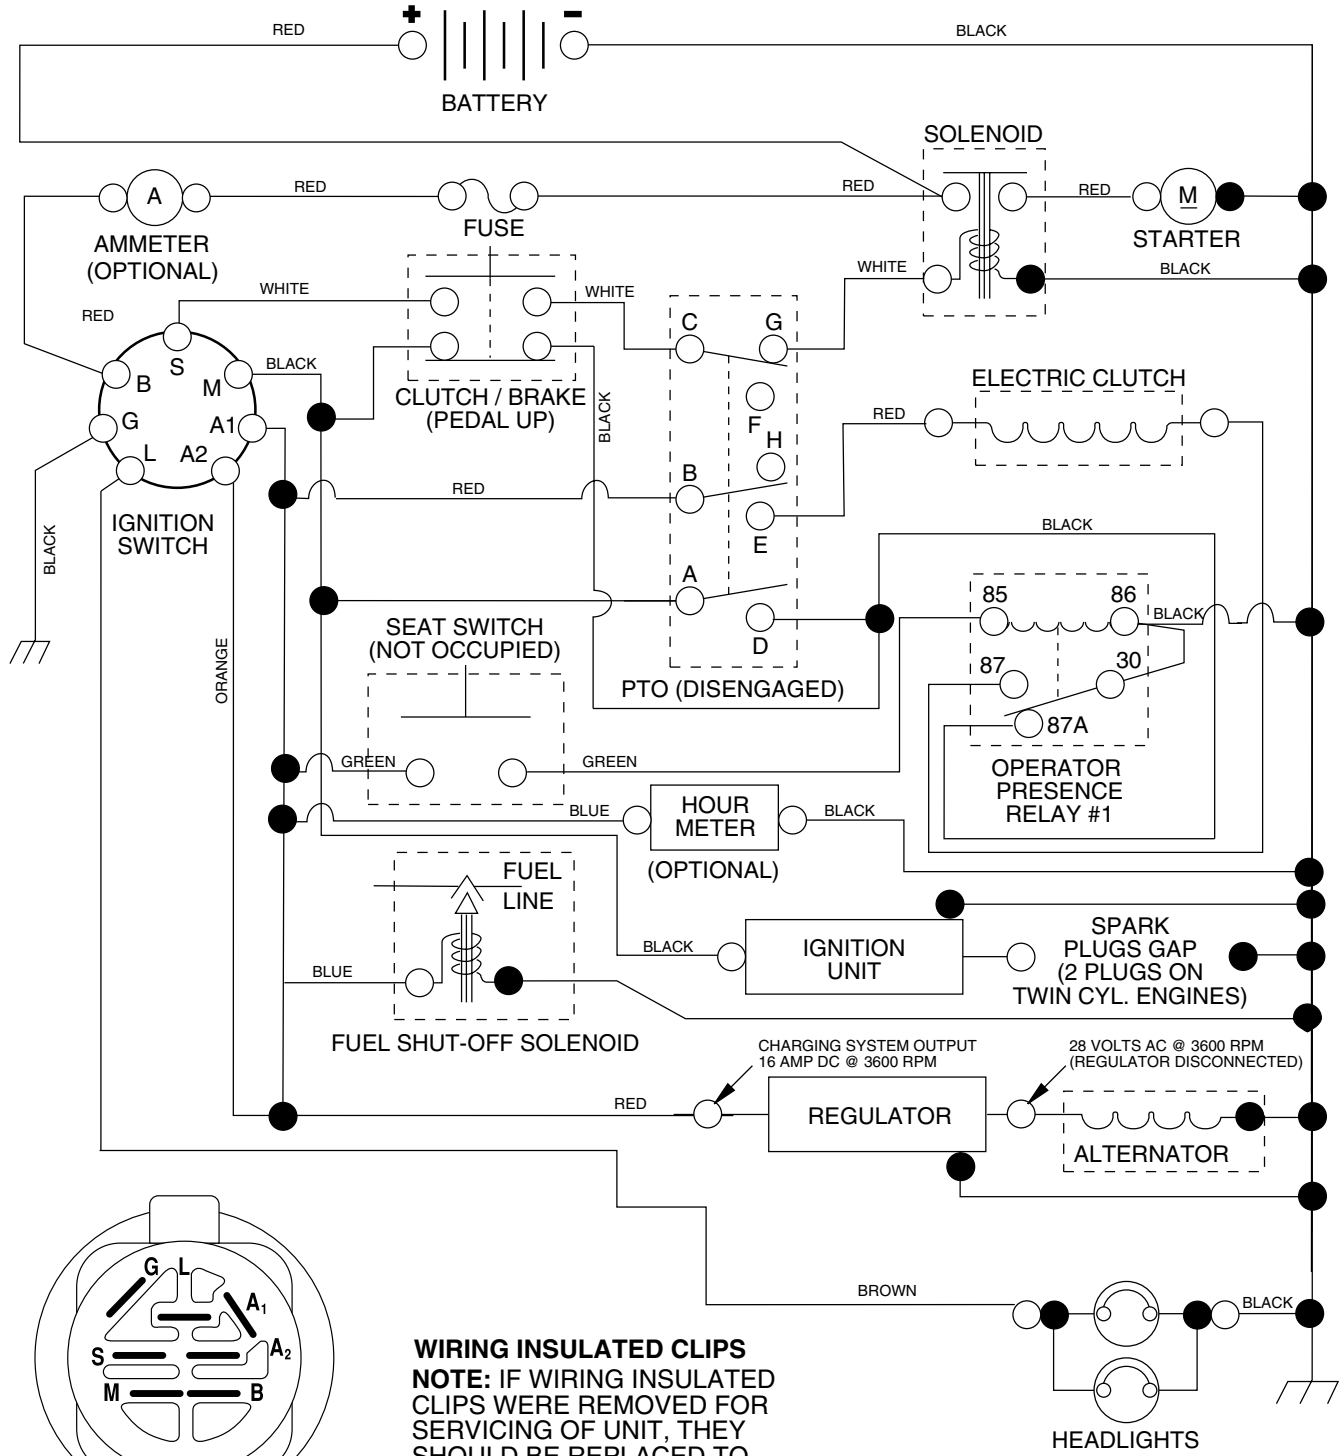 +
−
RED
BLACK
BATTERY
SOLENOID
A
RED
RED
RED
M
FUSE
STARTER
AMMETER
(OPTIONAL)
WHITE
BLACK
WHITE
WHITE
RED
C
G
S
B
M
BLACK
ELECTRIC CLUTCH
CLUTCH / BRAKE
(PEDAL UP)
BLACK
G
A1
F
RED
H
L
A2
B
RED
IGNITION
SWITCH
E
BLACK
BLACK
A
85
86
BLACK
SEAT SWITCH
(NOT OCCUPIED)
D
ORANGE
87
30
PTO (DISENGAGED)
87A
GREEN
GREEN
OPERATOR
PRESENCE
RELAY #1
BLUE
HOUR
METER
BLACK
(OPTIONAL)
FUEL
LINE
BLACK
IGNITION
UNIT
SPARK
PLUGS GAP
(2 PLUGS ON
TWIN CYL. ENGINES)
BLUE
FUEL SHUT-OFF SOLENOID
CHARGING SYSTEM OUTPUT
16 AMP DC @ 3600 RPM
28 VOLTS AC @ 3600 RPM
(REGULATOR DISCONNECTED)
RED
REGULATOR
ALTERNATOR
BROWN
BLACK
HEADLIGHTS
G
L
A1
S
A2
M
B
WIRING INSULATED CLIPS
NOTE: IF WIRING INSULATED
CLIPS WERE REMOVED FOR
SERVICING OF UNIT, THEY
SHOULD BE REPLACED TO